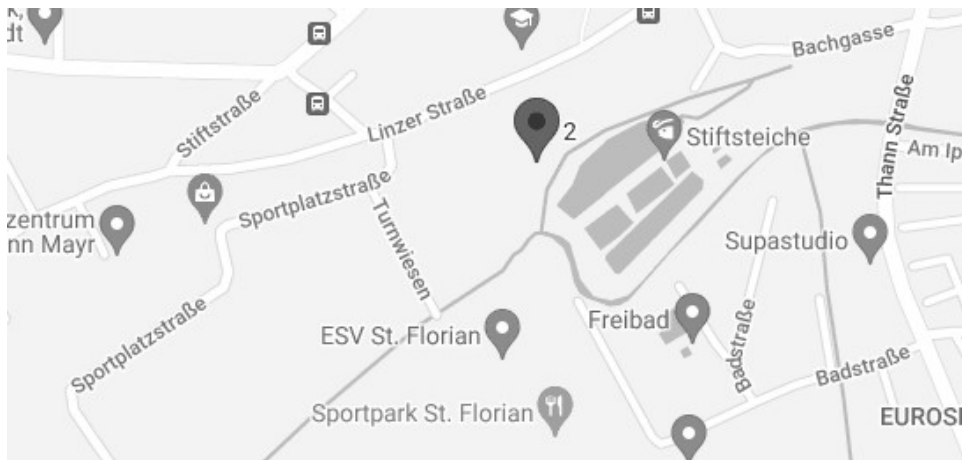 dt
Stiftstraße
Linzer Straße
Bachgasse
2
Stiftsteiche
Thann Straße
Am Ip
zentrum
nn Mayr
Sportplatzstraße
Turnwiesen
Supastudio
Sportplatzstraße
ESV St. Florian
Freibad
Badstraße
Badstraße
Sportpark St. Florian
EUROS